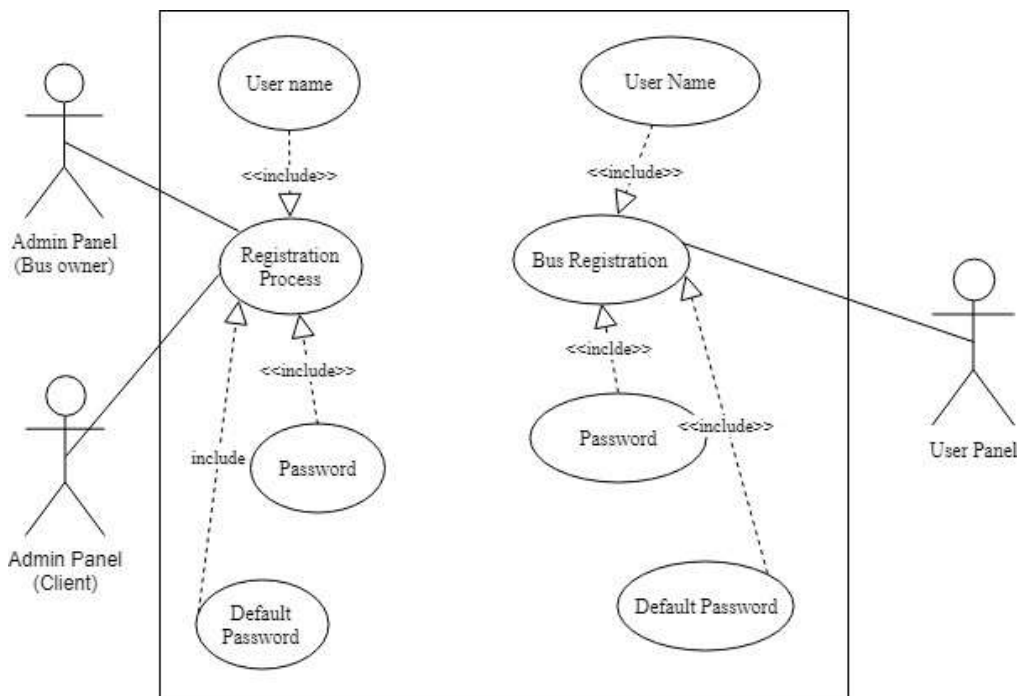 User name
User Name
<<include>>
<<include>>
Admin Panel
(Bus owner)
Registration
Process
Bus Registration
<<include>>
<<inclde>>
Password
include
Password
<<include>>
User Panel
Admin Panel
(Client)
Default
Password
Default Password